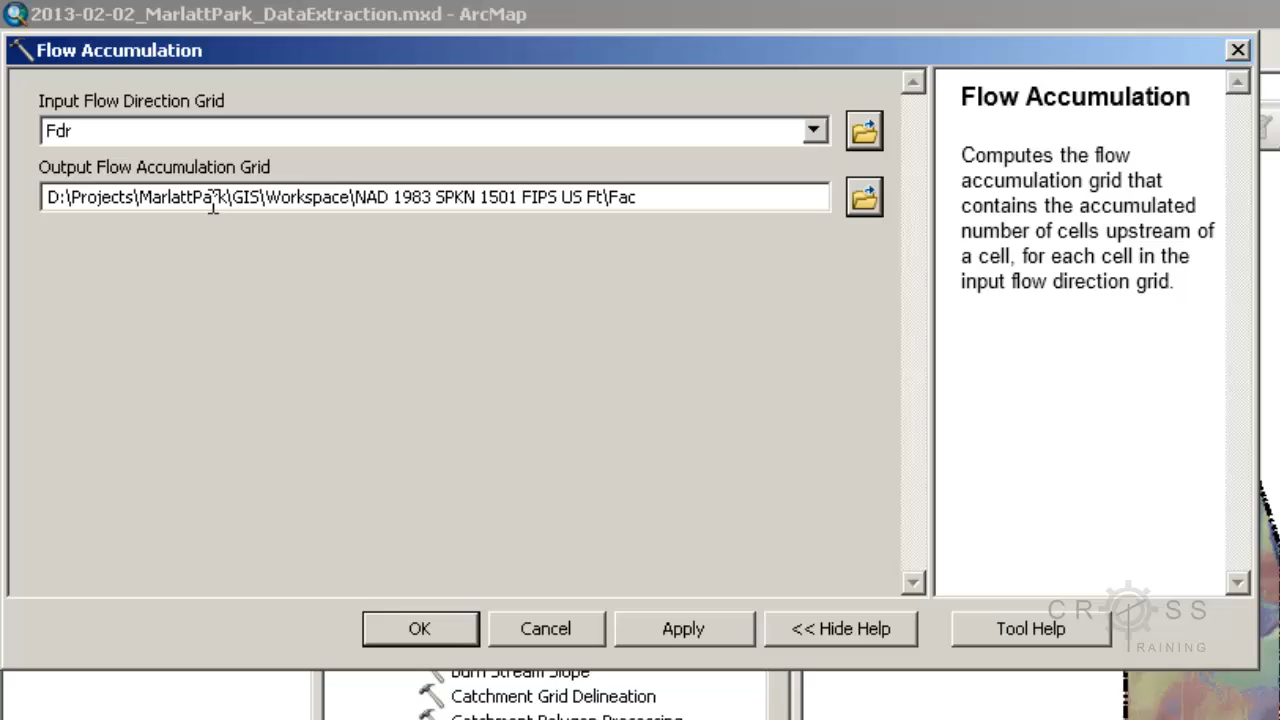 2013-02-02_MarlattPark_DataExtraction.mxd - ArcMap
Flow Accumulation
Input Flow Direction Grid
Fdr
Output Flow Accumulation Grid
D:\Projects\MarlattPark\GIS\Workspace\NAD 1983 SPKN 1501 FIPS US Ft\Fac
Flow Accumulation
Computes the flow
accumulation grid that
contains the accumulated
number of cells upstream of
a cell, for each cell in the
input flow direction grid.
OK
Cancel
Apply
<< Hide Help
Tool Help
CROSS
TRAINING
Burn Stream Slope
Catchment Grid Delineation
Catchment Polygon Processing